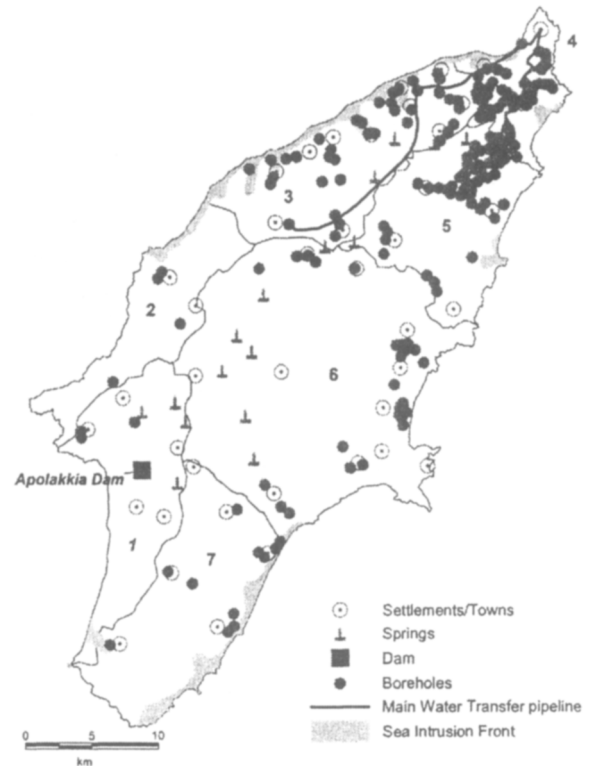 4
3
5
2
6
Apolakkia Dam
1
7
Settlements/Towns
Springs
Dam
Boreholes
Main Water Transfer pipeline
Sea Intrusion Front
0 5 10
km